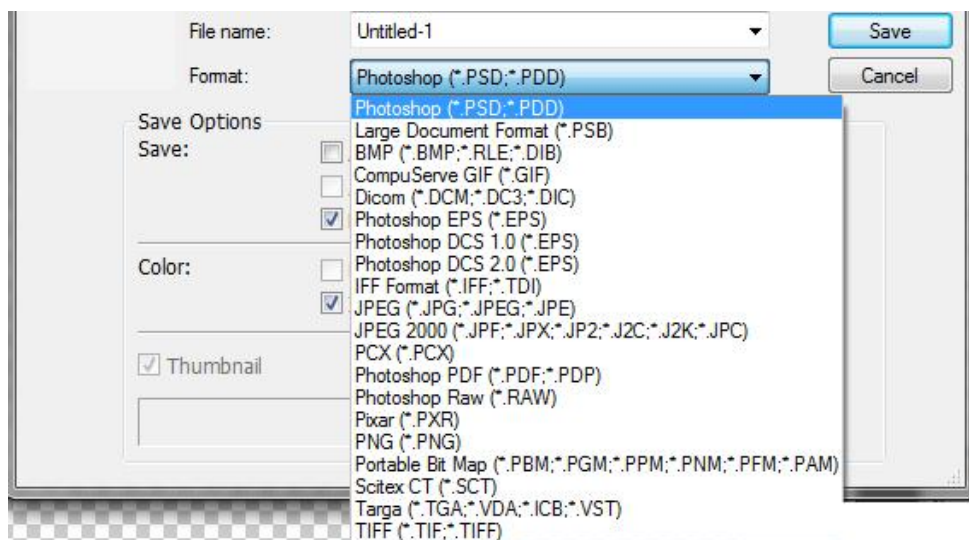 File name: Untitled-1 Save
Format: Photoshop (*.PSD;*.PDD) Cancel
Photoshop (*.PSD;*.PDD)
Save Options
Large Document Format (*.PSB)
Save:
BMP (*.BMP;*.RLE;*.DIB)
CompuServe GIF (*.GIF)
Dicom (*.DCM;*.DC3;*.DIC)
Photoshop EPS (*.EPS)
Photoshop DCS 1.0 (*.EPS)
Color:
Photoshop DCS 2.0 (*.EPS)
IFF Format (*.IFF;*.TDI)
JPEG (*.JPG;*.JPEG;*.JPE)
JPEG 2000 (*.JPF;*.JPX;*.JP2;*.J2C;*.J2K;*.JPC)
PCX (*.PCX)
Thumbnail
Photoshop PDF (*.PDF;*.PDP)
Photoshop Raw (*.RAW)
Pixar (*.PXR)
PNG (*.PNG)
Portable Bit Map (*.PBM;*.PGM;*.PPM;*.PNM;*.PFM;*.PAM)
Scitex CT (*.SCT)
Targa (*.TGA;*.VDA;*.ICB;*.VST)
TIFF (*.TIF;*.TIFF)